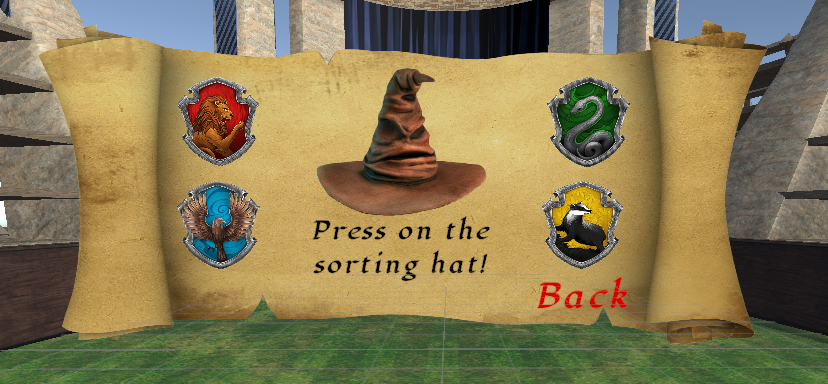 Press on the
sorting hat!
Back